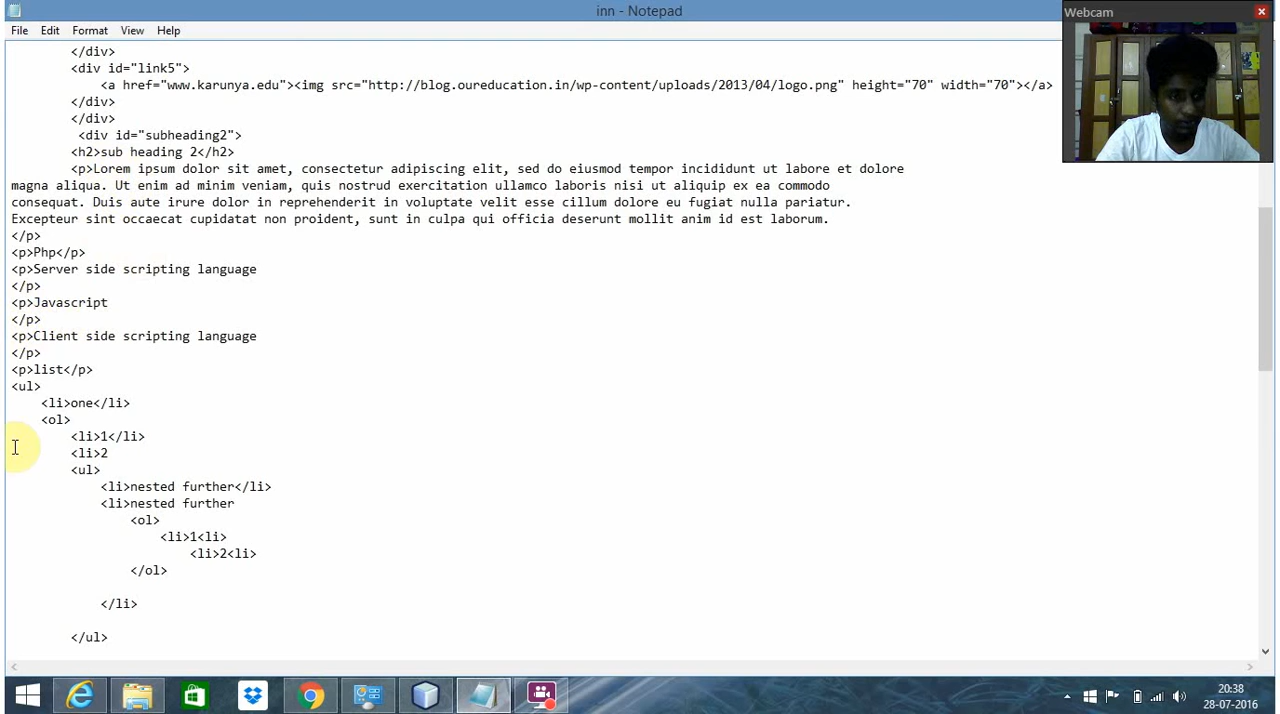 inn - Notepad
Webcam
File Edit Format View Help
</div>
<div id="link5">
<a href="www.karunya.edu"><img src="http://blog.oureducation.in/wp-content/uploads/2013/04/logo.png" height="70" width="70"></a>
</div>
</div>
<div id="subheading2">
<h2>sub heading 2</h2>
<p>Lorem ipsum dolor sit amet, consectetur adipiscing elit, sed do eiusmod tempor incididunt ut labore et dolore
magna aliqua. Ut enim ad minim veniam, quis nostrud exercitation ullamco laboris nisi ut aliquip ex ea commodo
consequat. Duis aute irure dolor in reprehenderit in voluptate velit esse cillum dolore eu fugiat nulla pariatur.
Excepteur sint occaecat cupidatat non proident, sunt in culpa qui officia deserunt mollit anim id est laborum.
</p>
<p>Php</p>
<p>Server side scripting language
</p>
<p>Javascript
</p>
<p>Client side scripting language
</p>
<p>list</p>
<ul>
<li>one</li>
<ol>
<li>1</li>
<li>2
<ul>
<li>nested further</li>
<li>nested further
<ol>
<li>1<li>
<li>2<li>
</ol>
</li>
</ul>
20:38
28-07-2016